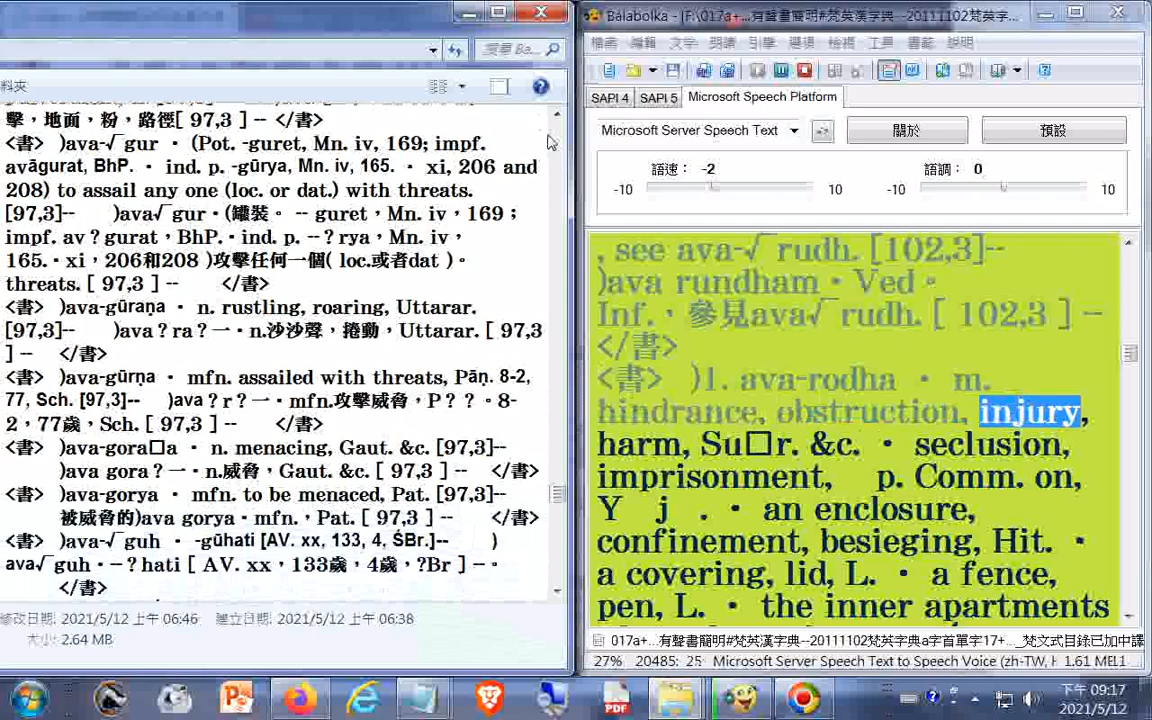 Balabolka - [F:\017a+...有聲書簡明#梵英漢字典--20111102梵英字...
檔案 編輯 文字 朗讀 引擎 選項 檢視 工具 書籤 說明
搜尋 Ba...
料夾
SAPI 4 SAPI 5 Microsoft Speech Platform
Microsoft Server Speech Text 關於 預設
語速: -2 語調: 0
-10 10 -10 10
擊，地面，粉，路徑[ 97,3 ] -- </書>
<書> )ava-√gur ‧ (Pot. -guret, Mn. iv, 169; impf.
avāgurat, BhP. ‧ ind. p. -gūrya, Mn. iv, 165. ‧ xi, 206 and
208) to assail any one (loc. or dat.) with threats.
[97,3]-- )ava√gur‧(罐裝。 -- guret，Mn. iv，169；
impf. av？gurat，BhP.‧ind. p. --？rya，Mn. iv，
165.‧xi，206和208 )攻擊任何一個( loc.或者dat )。
threats. [ 97,3 ] -- </書>
<書> )ava-gūraṇa ‧ n. rustling, roaring, Uttarar.
[97,3]-- )ava？ra？一‧n.沙沙聲，捲動，Uttarar. [ 97,3
] -- </書>
<書> )ava-gūrṇa ‧ mfn. assailed with threats, Pāṇ. 8-2,
77, Sch. [97,3]-- )ava？r？一‧mfn.攻擊威脅，P？？。8-
2，77歲，Sch. [ 97,3 ] -- </書>
<書> )ava-gora□a ‧ n. menacing, Gaut. &c. [97,3]--
)ava gora？一‧n.威脅，Gaut. &c. [ 97,3 ] -- </書>
<書> )ava-gorya ‧ mfn. to be menaced, Pat. [97,3]--
被威脅的)ava gorya‧mfn.，Pat. [ 97,3 ] -- </書>
<書> )ava-√guh ‧ -gūhati [AV. xx, 133, 4, ŚBr.]-- )
ava√guh‧--？hati [ AV. xx，133歲，4歲，?Br ] --。
</書>
修改日期: 2021/5/12 上午 06:46 建立日期: 2021/5/12 上午 06:38
大小: 2.64 MB
, see ava-√rudh. [102,3]--
)ava rundham‧Ved。
Inf.，參見ava√rudh. [ 102,3 ] --
</書>
<書> )1. ava-rodha ‧ m.
hindrance, obstruction, injury,
harm, Su□r. &c. ‧ seclusion,
imprisonment, p. Comm. on,
Y j . ‧ an enclosure,
confinement, besieging, Hit. ‧
a covering, lid, L. ‧ a fence,
pen, L. ‧ the inner apartments
017a+...有聲書簡明#梵英漢字典--20111102梵英字典a字首單字17+..._梵文式目錄已加中譯
27% 20485: 25 Microsoft Server Speech Text to Speech Voice (zh-TW, H 1.61 MB
下午 09:17
2021/5/12